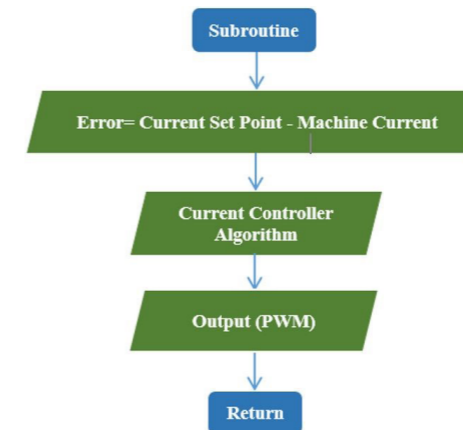 Subroutine
Error= Current Set Point - Machine Current
Current Controller
Algorithm
Output (PWM)
Return